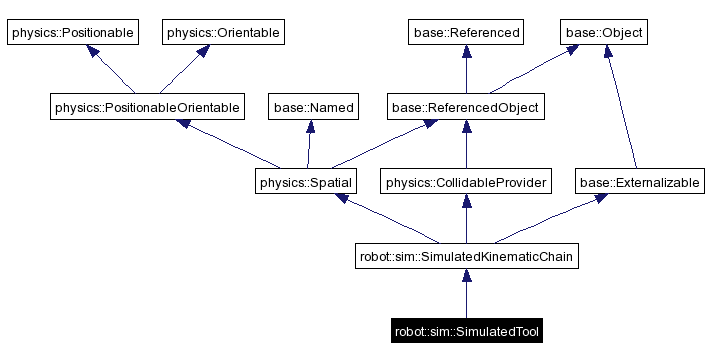 physics::Positionable
physics::Orientable
base::Referenced
base::Object
physics::PositionableOrientable
base::Named
base::ReferencedObject
physics::Spatial
physics::CollidableProvider
base::Externalizable
robot::sim::SimulatedKinematicChain
robot::sim::SimulatedTool